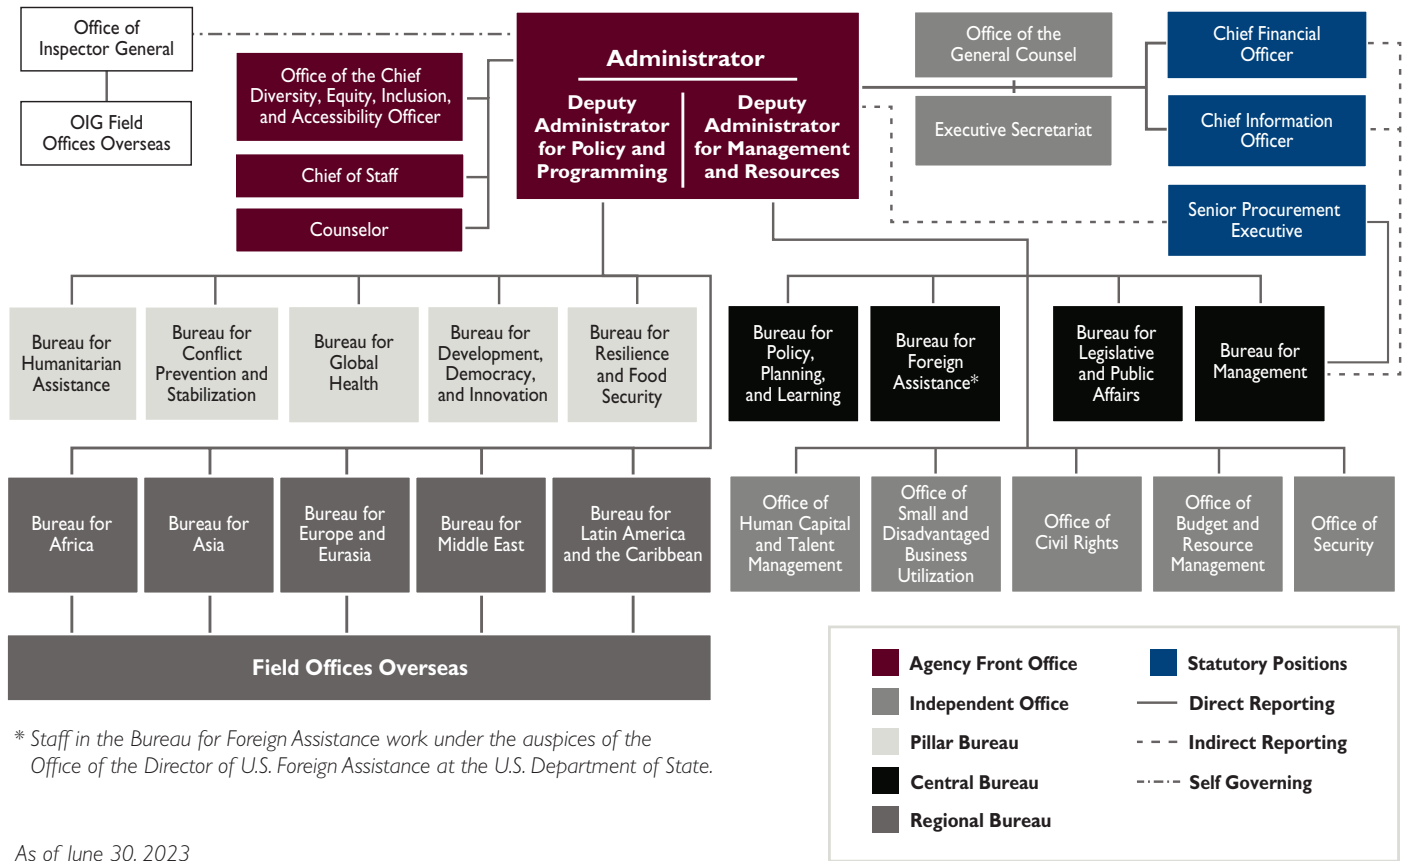 Office of
Inspector General
OIG Field
Offices Overseas
Office of the Chief
Diversity, Equity, Inclusion,
and Accessibility Officer
Chief of Staff
Counselor
Administrator
Deputy
Administrator
for Policy and
Programming
Deputy
Administrator
for Management
and Resources
Office of the
General Counsel
Executive Secretariat
Chief Financial
Officer
Chief Information
Officer
Senior Procurement
Executive
Bureau for
Humanitarian
Assistance
Bureau for
Conflict
Prevention and
Stabilization
Bureau for
Global
Health
Bureau for
Development,
Democracy,
and Innovation
Bureau for
Resilience
and Food
Security
Bureau for
Policy,
Planning,
and Learning
Bureau for
Foreign
Assistance*
Bureau for
Legislative
and Public
Affairs
Bureau for
Management
Bureau for
Africa
Bureau for
Asia
Bureau for
Europe and
Eurasia
Bureau for
Middle East
Bureau for
Latin America
and the Caribbean
Office of
Human Capital
and Talent
Management
Office of
Small and
Disadvantaged
Business
Utilization
Office of
Civil Rights
Office of
Budget and
Resource
Management
Office of
Security
Field Offices Overseas
Agency Front Office
Independent Office
Pillar Bureau
Central Bureau
Regional Bureau
Statutory Positions
Direct Reporting
Indirect Reporting
Self Governing
* Staff in the Bureau for Foreign Assistance work under the auspices of the
Office of the Director of U.S. Foreign Assistance at the U.S. Department of State.
As of June 30, 2023